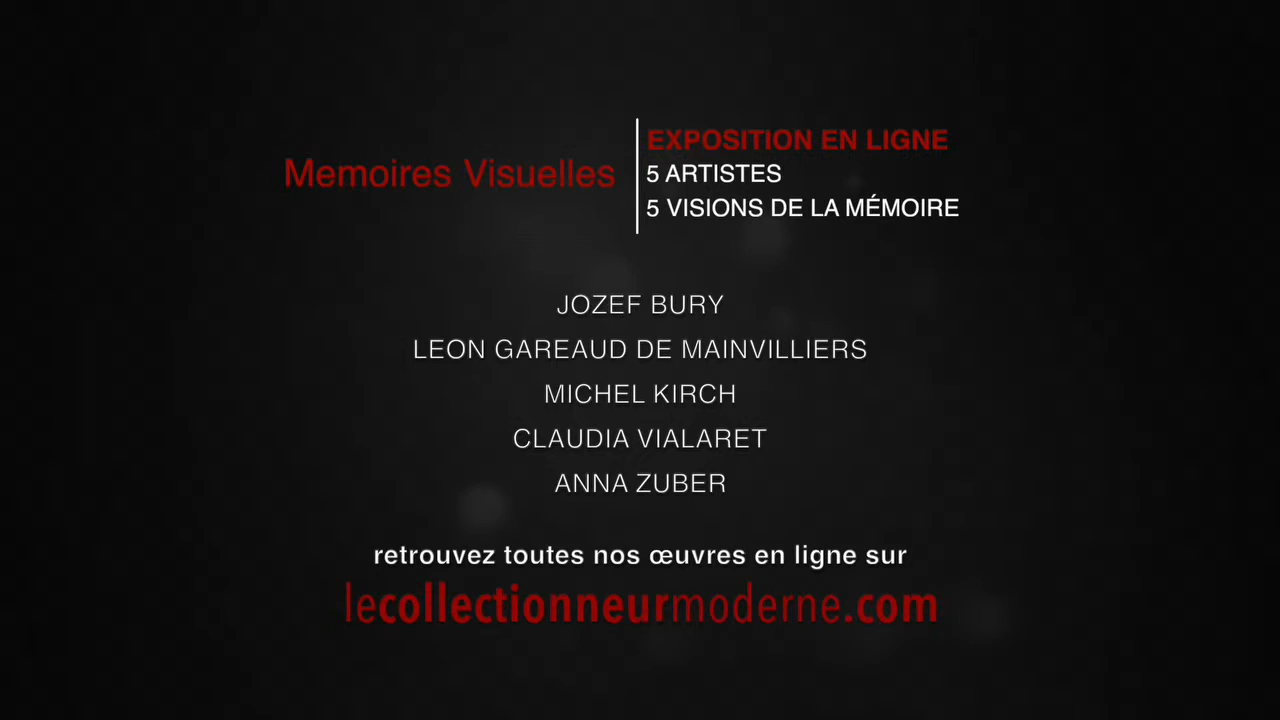 Memoires Visuelles
EXPOSITION EN LIGNE
5 ARTISTES
5 VISIONS DE LA MÉMOIRE
JOZEF BURY
LEON GAREAUD DE MAINVILLIERS
MICHEL KIRCH
CLAUDIA VIALARET
ANNA ZUBER
retrouvez toutes nos œuvres en ligne sur
lecollectionneurmoderne.com